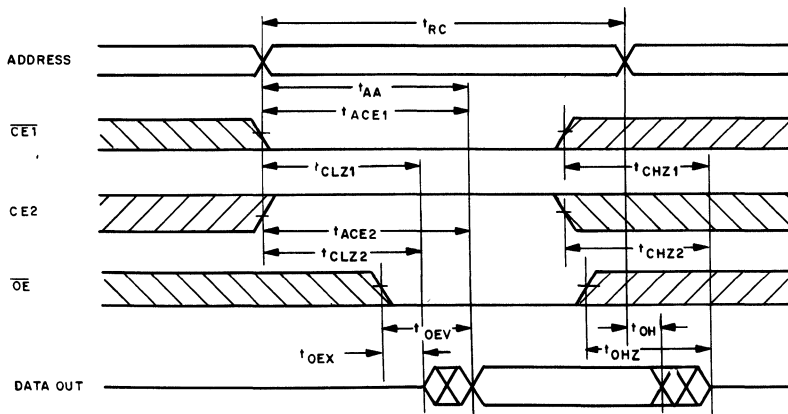 tRC
ADDRESS
tAA
tACE1
CE1
tCLZ1
tCHZ1
CE2
tACE2
tCLZ2
tCHZ2
OE
tOEV
tOH
tOEX
tOHZ
DATA OUT